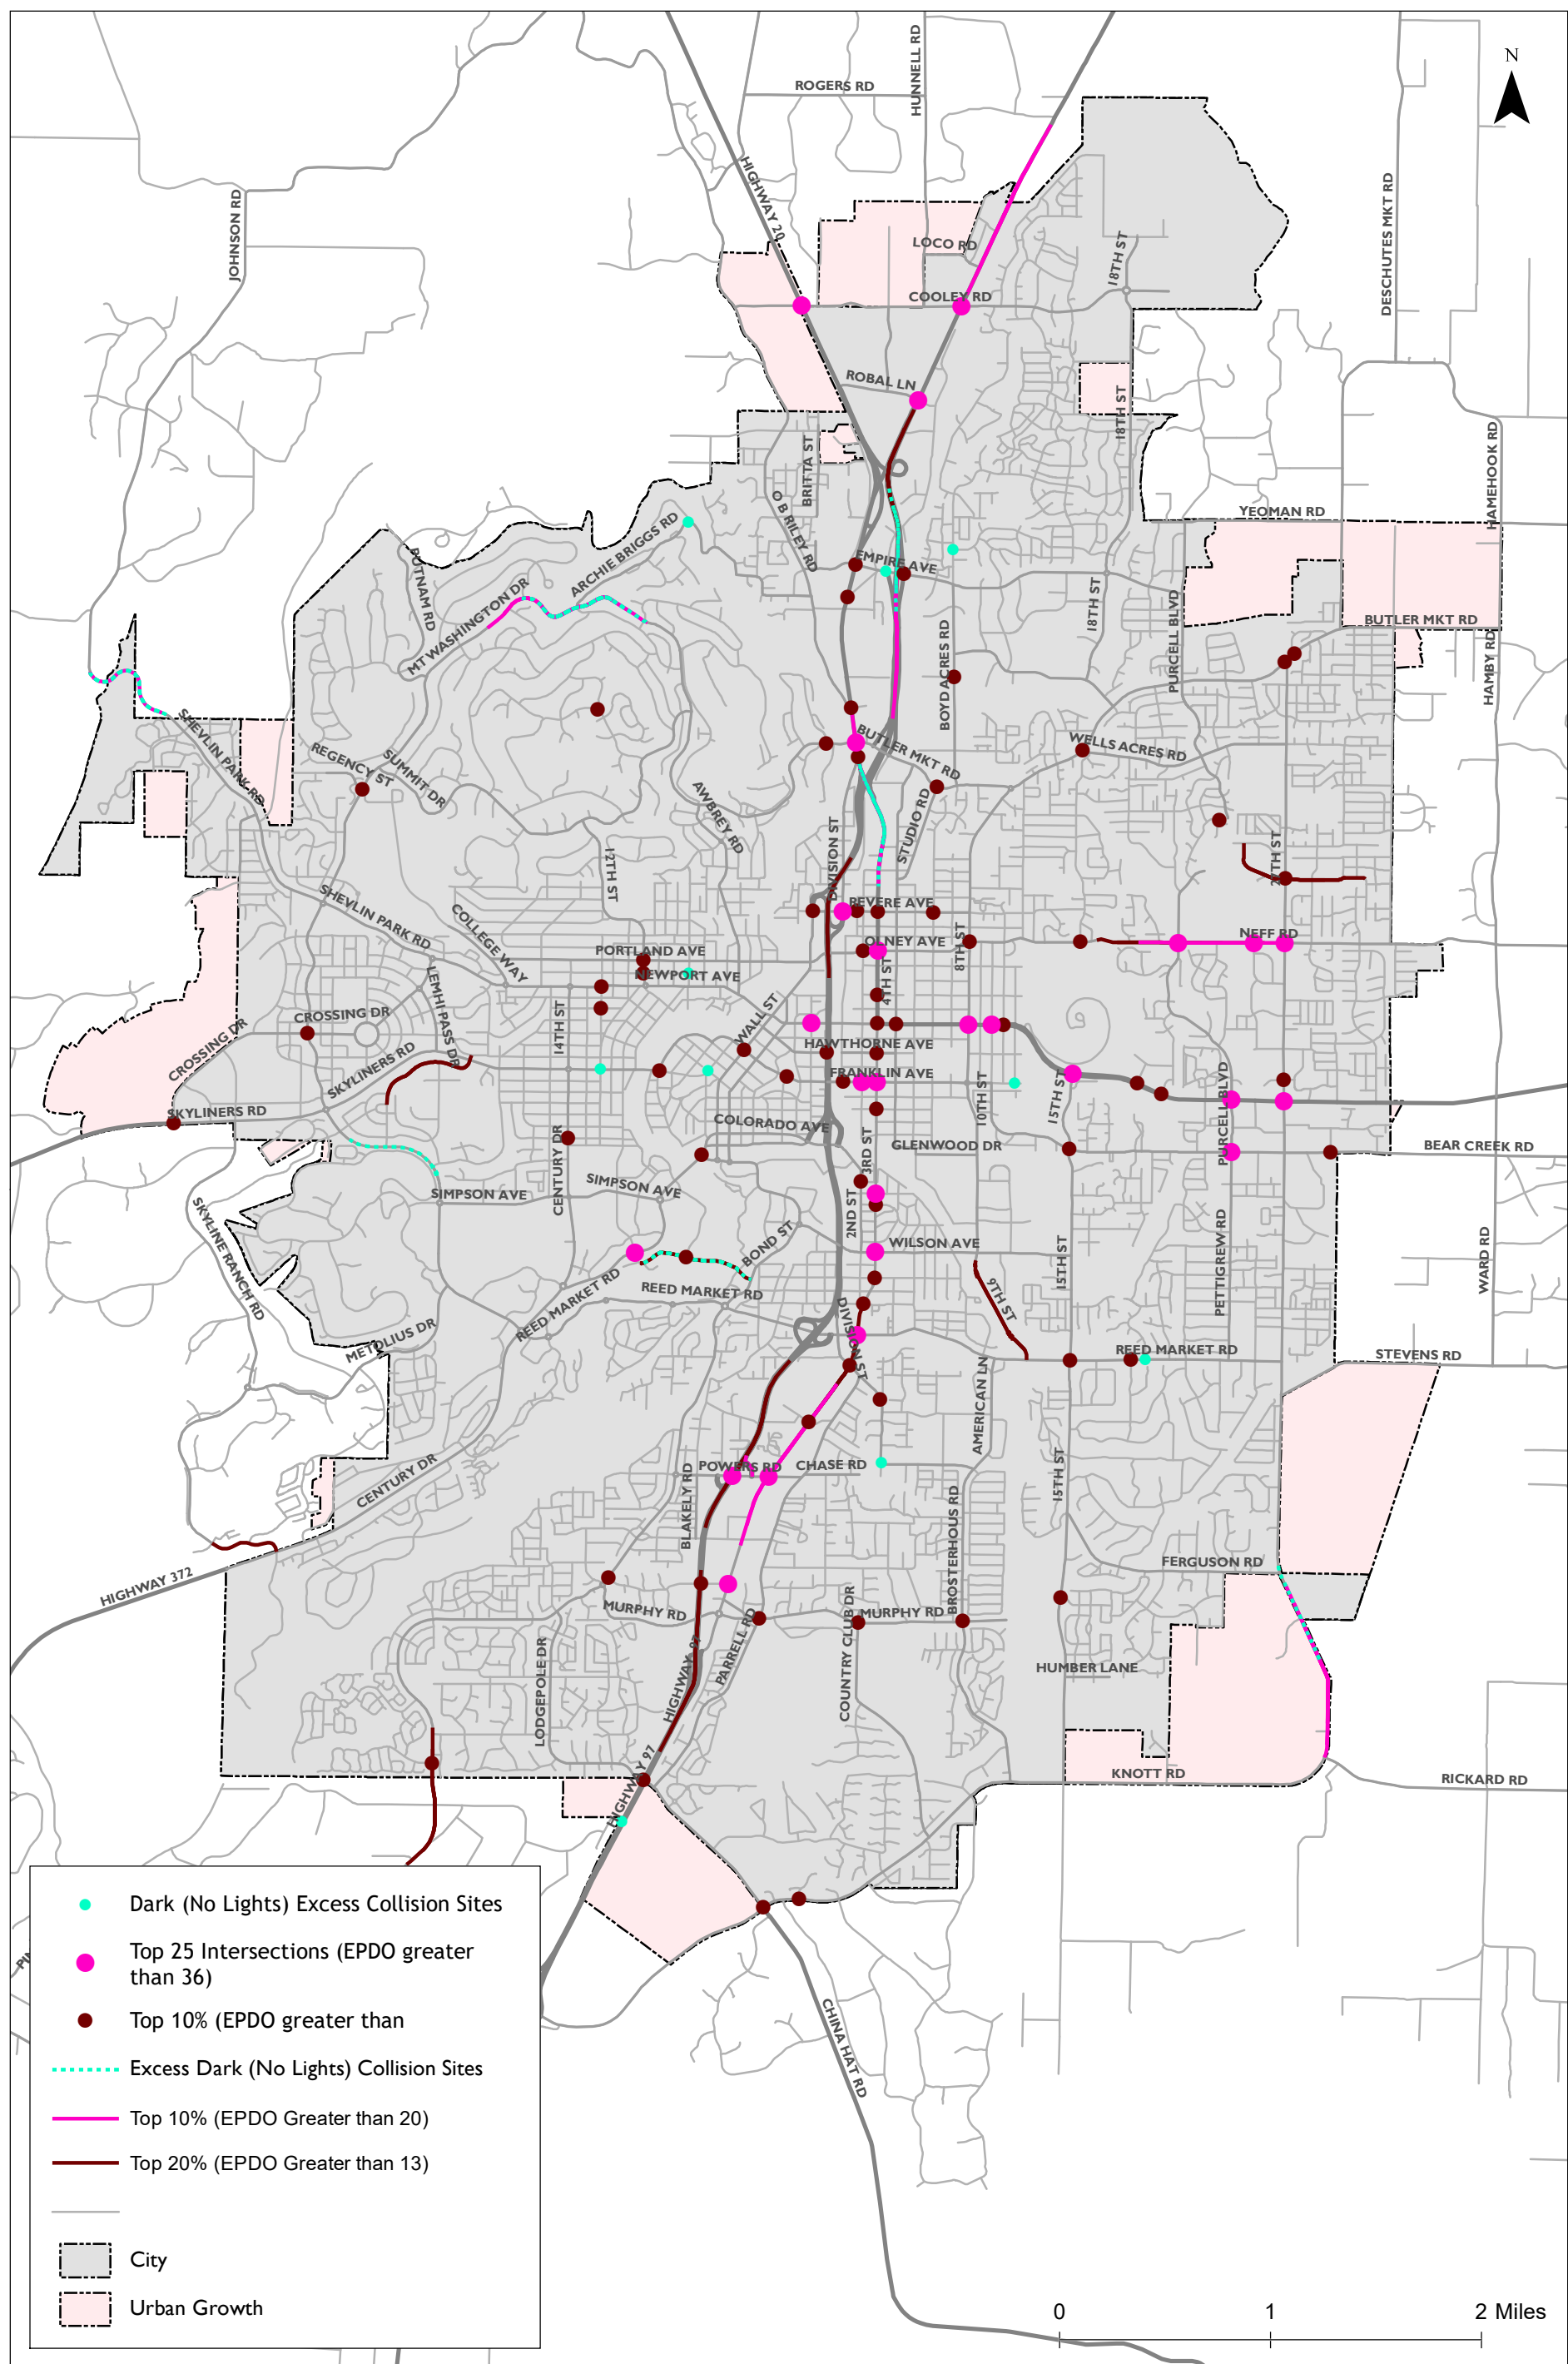 N
ROGERS RD
HUNNELL RD
HIGHWAY 20
JOHNSON RD
DESCHUTES MKT RD
LOCO RD
18TH ST
COOLEY RD
ROBAL LN
18TH ST
BRITTA ST
HAMEHOOK RD
O B RILEY RD
YEOMAN RD
ARCHIE BRIGGS RD
PUTNAM RD
EMPIRE AVE
MT WASHINGTON DR
18TH ST
PURCELL BLVD
BUTLER MKT RD
BOYD ACRES RD
HAMBY RD
SHEVLIN PARK RD
REGENCY ST
SUMMIT DR
BUTLER MKT RD
WELLS ACRES RD
AWBREY RD
STUDIO RD
DIVISION ST
12TH ST
27TH ST
SHEVLIN PARK RD
COLLEGE WAY
REVERE AVE
OLNEY AVE
8TH ST
NEFF RD
PORTLAND AVE
NEWPORT AVE
4TH ST
LEMHI PASS DR
CROSSING DR
14TH ST
WALL ST
HAWTHORNE AVE
CROSSING DR
SKYLINERS RD
FRANKLIN AVE
10TH ST
15TH ST
PURCELL BLVD
SKYLINERS RD
COLORADO AVE
GLENWOOD DR
BEAR CREEK RD
CENTURY DR
3RD ST
SIMPSON AVE
SIMPSON AVE
2ND ST
SKYLINE RANCH RD
BOND ST
WILSON AVE
15TH ST
PETTIGREW RD
WARD RD
REED MARKET RD
REED MARKET RD
9TH ST
METOLIUS DR
DIVISION ST
REED MARKET RD
STEVENS RD
AMERICAN LN
CENTURY DR
POWERS RD
CHASE RD
15TH ST
BLAKELY RD
BROSTERHOUS RD
FERGUSON RD
HIGHWAY 372
MURPHY RD
MURPHY RD
COUNTRY CLUB DR
PARRELL RD
HIGHWAY 97
LODGEPOLE DR
HUMBER LANE
HIGHWAY 97
KNOTT RD
RICKARD RD
CHINA HAT RD
Dark (No Lights) Excess Collision Sites
Top 25 Intersections (EPDO greater
than 36)
Top 10% (EPDO greater than
Excess Dark (No Lights) Collision Sites
Top 10% (EPDO Greater than 20)
Top 20% (EPDO Greater than 13)
City
Urban Growth
0 1 2 Miles